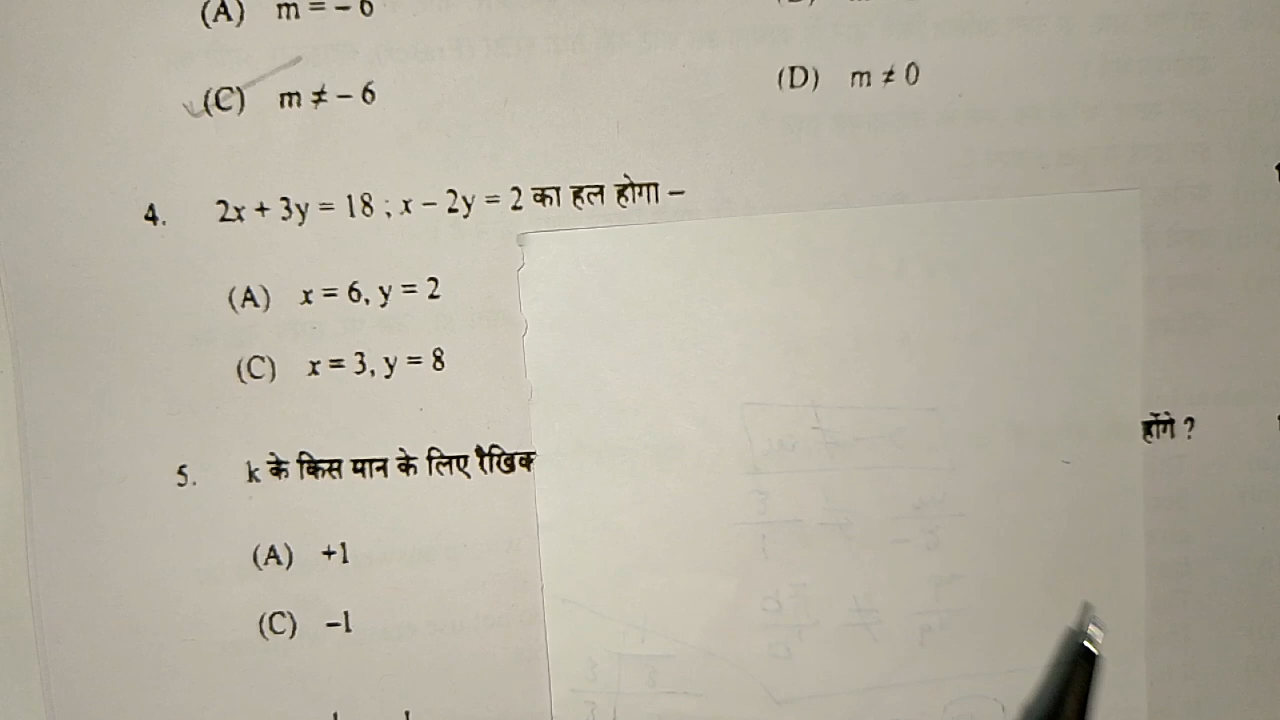 (A) m = – 6
(C) m ≠ – 6
(D) m ≠ 0
4. 2x + 3y = 18 ; x – 2y = 2 का हल होगा –
(A) x = 6, y = 2
(C) x = 3, y = 8
5. k के किस मान के लिए रैखिक
होंगे ?
(A) +1
(C) –1